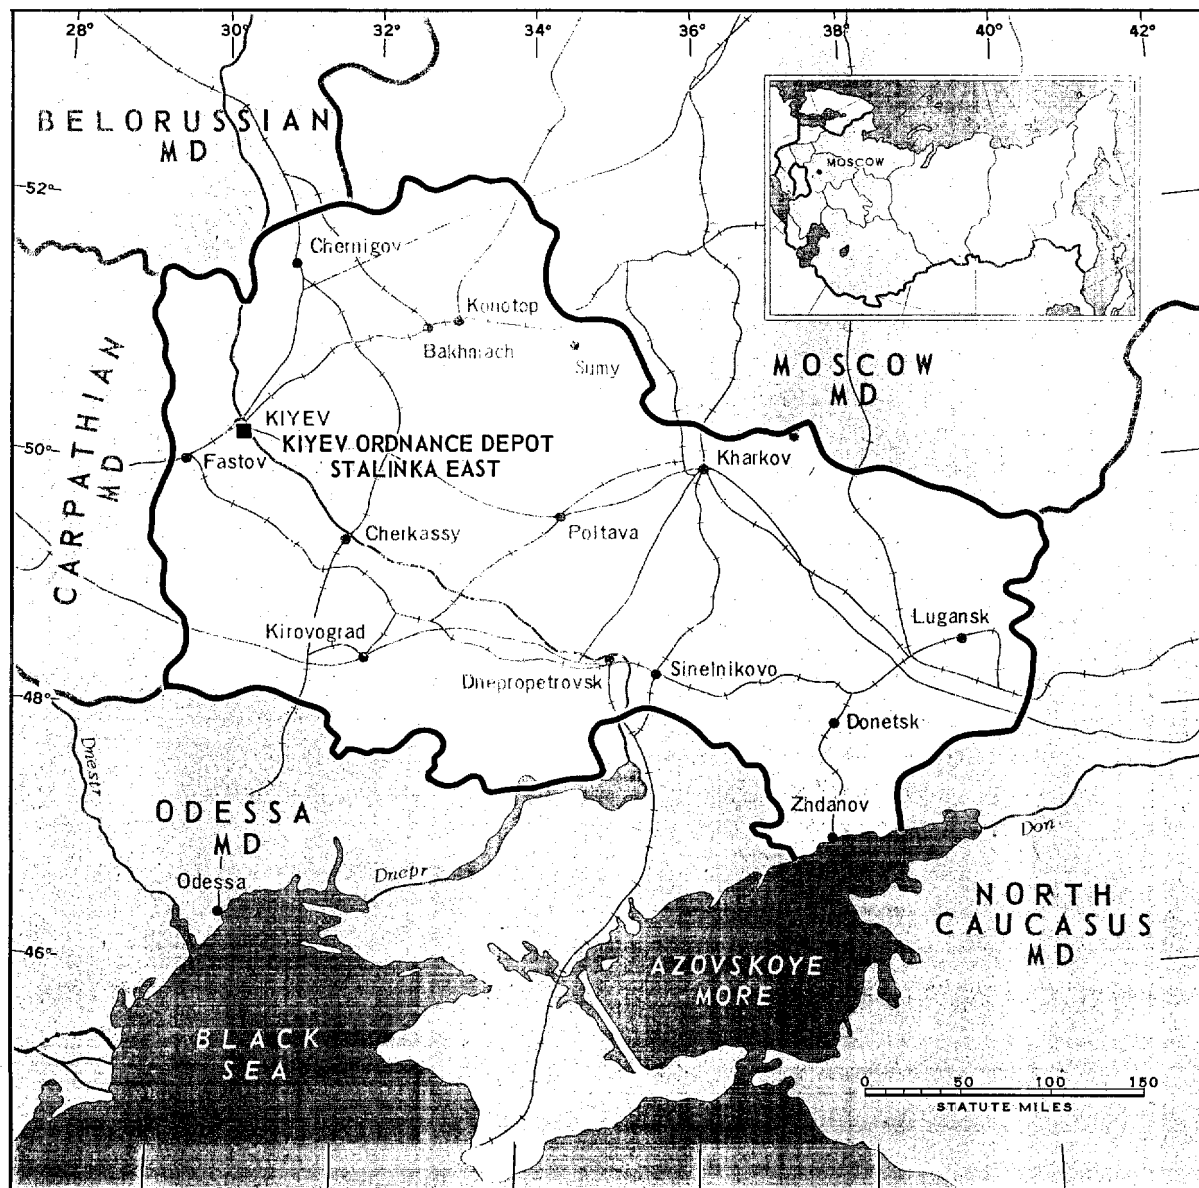 28° 30° 32° 34° 36° 38° 40° 42°
BELORUSSIAN
MD
MOSCOW
52°
Chernigov
Konotop
Bakhmach
Sumy
MOSCOW
MD
CARPATHIAN
MD
KIYEV
50°
KIYEV ORDNANCE DEPOT
STALINKA EAST
Fastov
Kharkov
Cherkassy
Poltava
Kirovograd
Lugansk
Dnepropetrovsk
Sinelnikovo
48°
Donetsk
Dnestr
Zhdanov
ODESSA
MD
Don
Dnepr
Odessa
NORTH
CAUCASUS
MD
46°
AZOVSKOYE
MORE
BLACK
SEA
0 50 100 150
STATUTE MILES